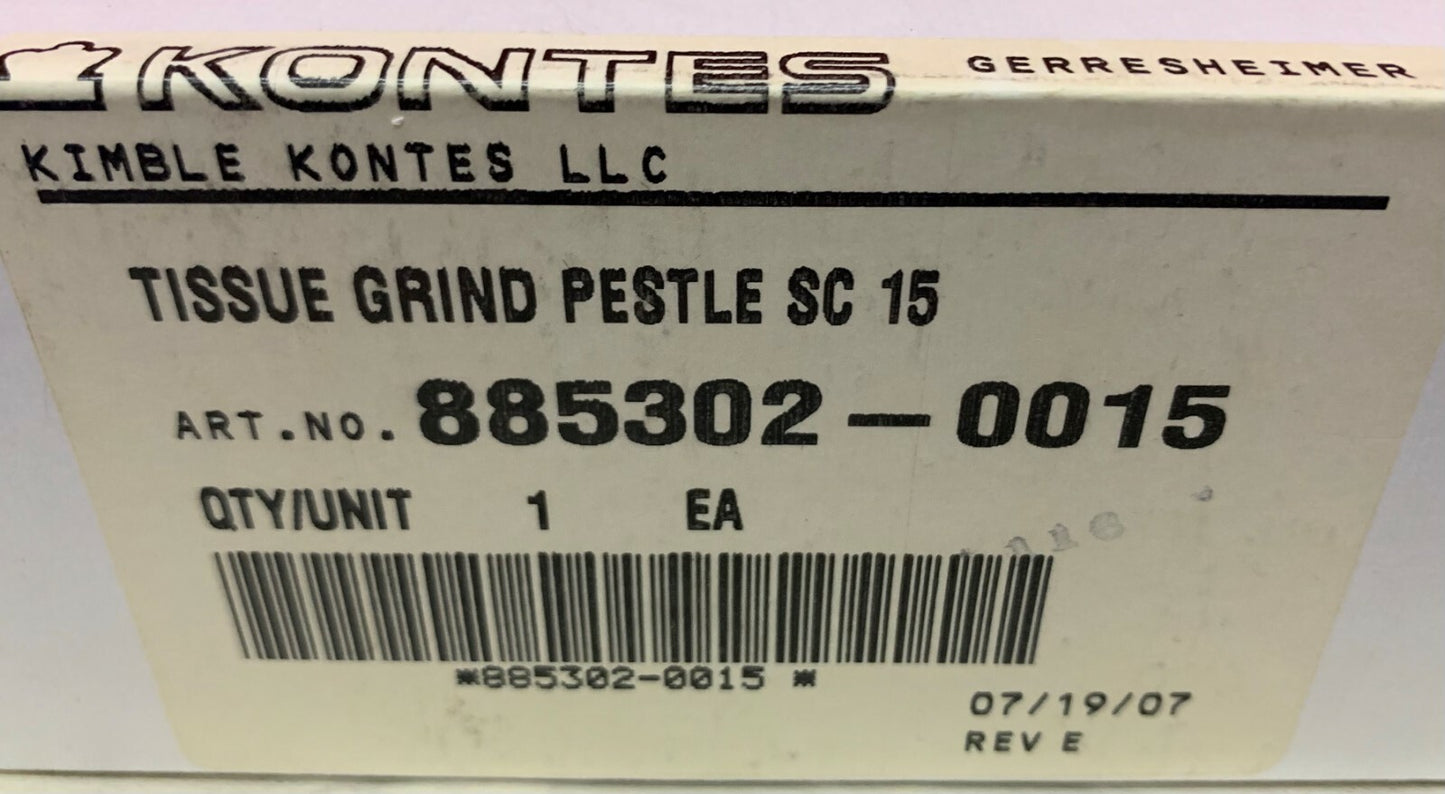 KONTES GERRESHEIMER
KIMBLE KONTES LLC
TISSUE GRIND PESTLE SC 15
ART.NO. 885302-0015
QTY/UNIT 1 EA
*885302-0015 *
07/19/07
REV E